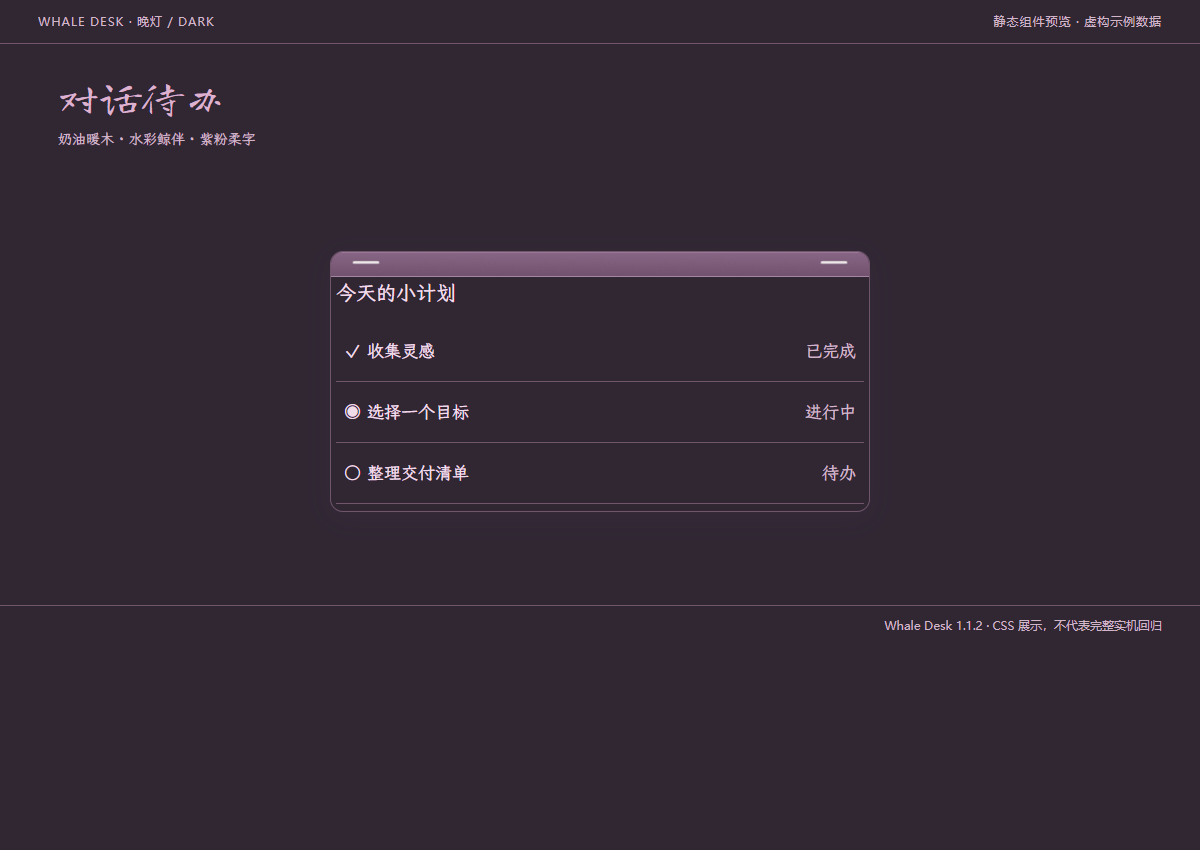 WHALE DESK · 晚灯 / DARK
静态组件预览 · 虚构示例数据
对话待办
奶油暖木 · 水彩鲸伴 · 紫粉柔字
今天的小计划
✓ 收集灵感 已完成
◉ 选择一个目标 进行中
○ 整理交付清单 待办
Whale Desk 1.1.2 · CSS 展示，不代表完整实机回归